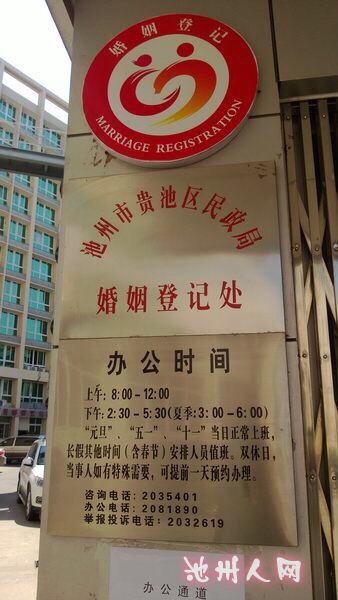 婚姻登记
MARRIAGE REGISTRATION
池州市贵池区民政局
婚姻登记处
办公时间
上午:8:00-12:00
下午:2:30-5:30(夏季:3:00-6:00)
“元旦”、“五一”、“十一”当日正常上班,
长假其他时间(含春节)安排人员值班。双休日,
当事人如有特殊需要,可提前一天预约办理。
咨询电话:2035401
办公电话:2081890
举报投诉电话:2032619
池州人网
办公通道